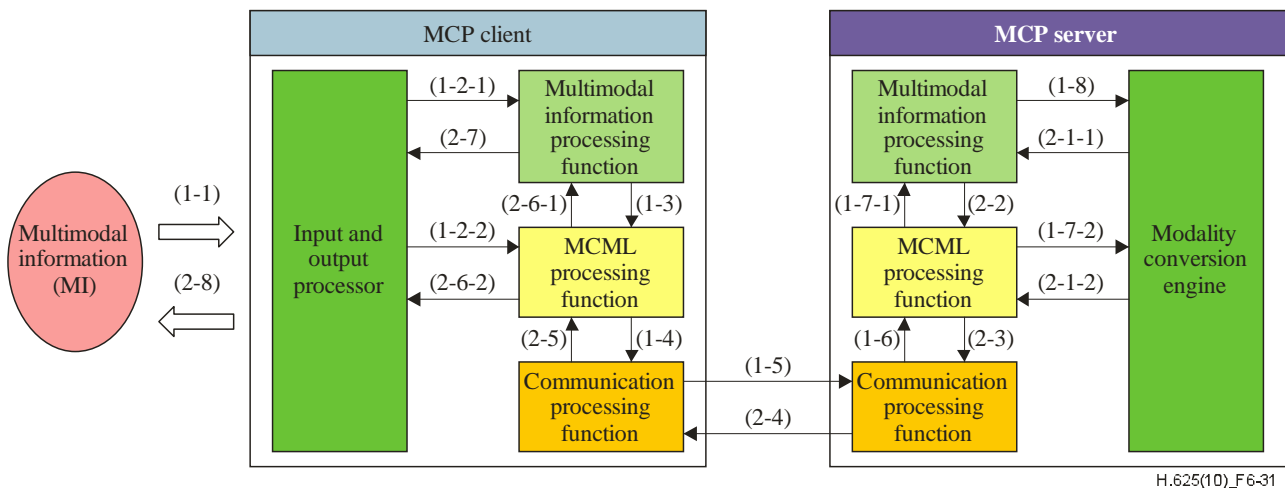 MCP client
MCP server
Multimodal
information
(MI)
(1-1)
(2-8)
Input and
output
processor
(1-2-1)
(2-7)
(1-2-2)
(2-6-2)
Multimodal
information
processing
function
(2-6-1)
(1-3)
MCML
processing
function
(2-5)
(1-4)
Communication
processing
function
(1-5)
(2-4)
Multimodal
information
processing
function
(1-7-1)
(2-2)
MCML
processing
function
(1-6)
(2-3)
Communication
processing
function
(1-8)
(2-1-1)
(1-7-2)
(2-1-2)
Modality
conversion
engine
H.625(10)_F6-31